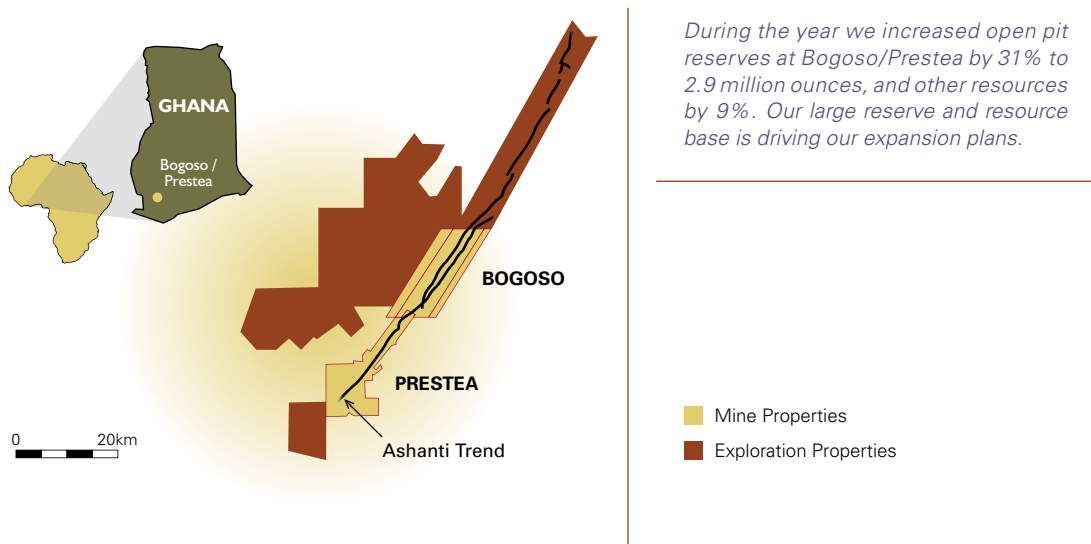 GHANA
Bogoso /
Prestea
BOGOSO
PRESTEA
Ashanti Trend
0 20km
During the year we increased open pit
reserves at Bogoso/Prestea by 31% to
2.9 million ounces, and other resources
by 9%. Our large reserve and resource
base is driving our expansion plans.
Mine Properties
Exploration Properties